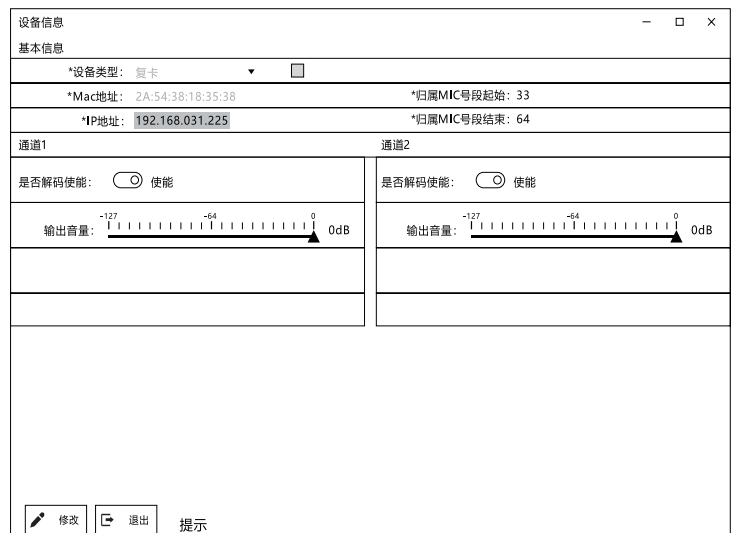 设备信息
基本信息
*设备类型： 复卡
*Mac地址： 2A:54:38:18:35:38 *归属MIC号段起始：33
*IP地址： 192.168.031.225 *归属MIC号段结束：64
通道1 通道2
是否解码使能： 使能 是否解码使能： 使能
-127 -64 0 -127 -64 0
输出音量： 0dB 输出音量： 0dB
修改 退出 提示